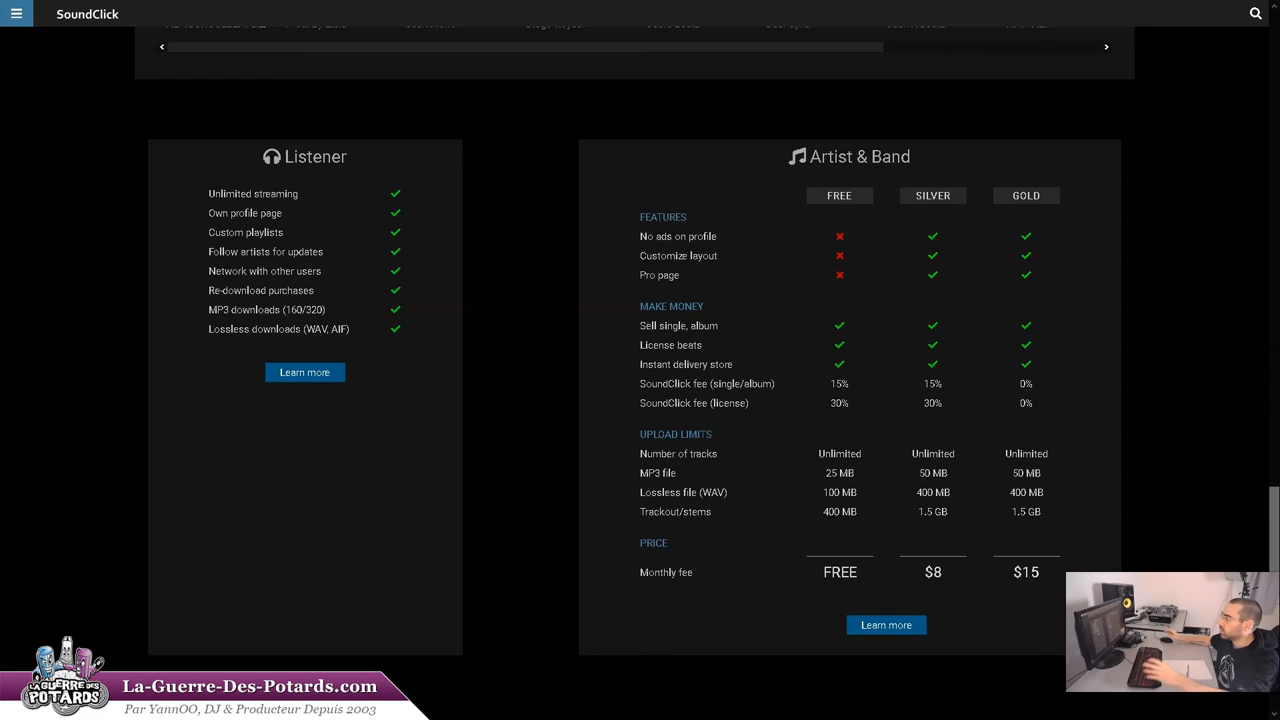 SoundClick
Listener
Unlimited streaming
Own profile page
Custom playlists
Follow artists for updates
Network with other users
Re-download purchases
MP3 downloads (160/320)
Lossless downloads (WAV, AIF)
Learn more
Artist & Band
FREE SILVER GOLD
FEATURES
No ads on profile
Customize layout
Pro page
MAKE MONEY
Sell single, album
License beats
Instant delivery store
SoundClick fee (single/album) 15% 15% 0%
SoundClick fee (license) 30% 30% 0%
UPLOAD LIMITS
Number of tracks Unlimited Unlimited Unlimited
MP3 file 25 MB 50 MB 50 MB
Lossless file (WAV) 100 MB 400 MB 400 MB
Trackout/stems 400 MB 1.5 GB 1.5 GB
PRICE
Monthly fee FREE $8 $15
Learn more
LA GUERRE DES
POTARDS
La-Guerre-Des-Potards.com
Par YannOO, DJ & Producteur Depuis 2003